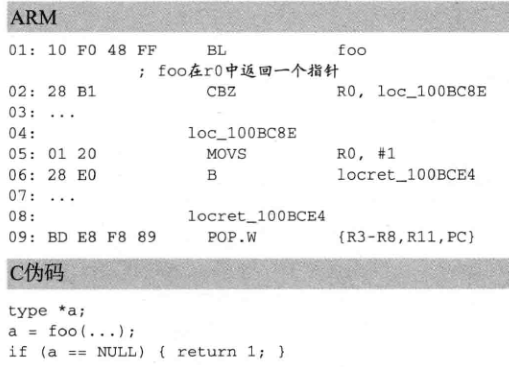 ARM
01: 10 F0 48 FF BL foo
; foo在r0中返回一个指针
02: 28 B1 CBZ R0, loc_100BC8E
03: ...
04: loc_100BC8E
05: 01 20 MOVS R0, #1
06: 28 E0 B locret_100BCE4
07: ...
08: locret_100BCE4
09: BD E8 F8 89 POP.W {R3-R8,R11,PC}
C伪码
type *a;
a = foo(...);
if (a == NULL) { return 1; }